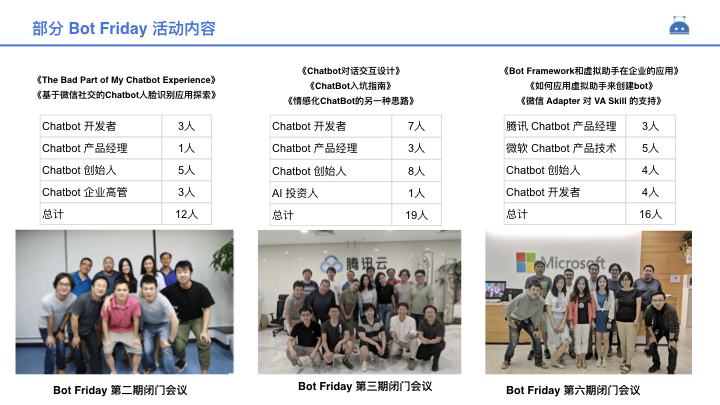 部分 Bot Friday 活动内容
《The Bad Part of My Chatbot Experience》
《基于微信社交的Chatbot人脸识别应用探索》
Chatbot 开发者 3人
Chatbot 产品经理 1人
Chatbot 创始人 5人
Chatbot 企业高管 3人
总计 12人
Bot Friday 第二期闭门会议
《Chatbot对话交互设计》
《ChatBot入坑指南》
《情感化ChatBot的另一种思路》
Chatbot 开发者 7人
Chatbot 产品经理 3人
Chatbot 创始人 8人
AI 投资人 1人
总计 19人
腾讯云
Bot Friday 第三期闭门会议
《Bot Framework和虚拟助手在企业的应用》
《如何应用虚拟助手来创建bot》
《微信 Adapter 对 VA Skill 的支持》
腾讯 Chatbot 产品经理 3人
微软 Chatbot 产品技术 5人
Chatbot 创始人 4人
Chatbot 开发者 4人
总计 16人
Microsoft
Bot Friday 第六期闭门会议